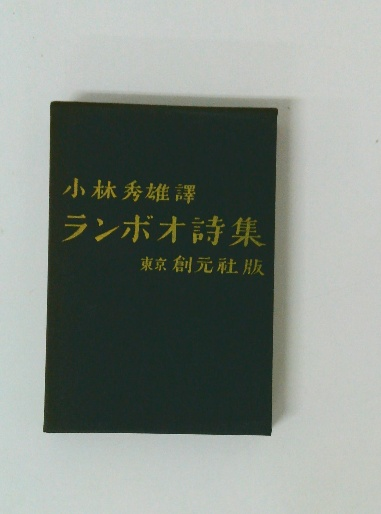 小林秀雄譯
ランボオ詩集
東京 創元社版